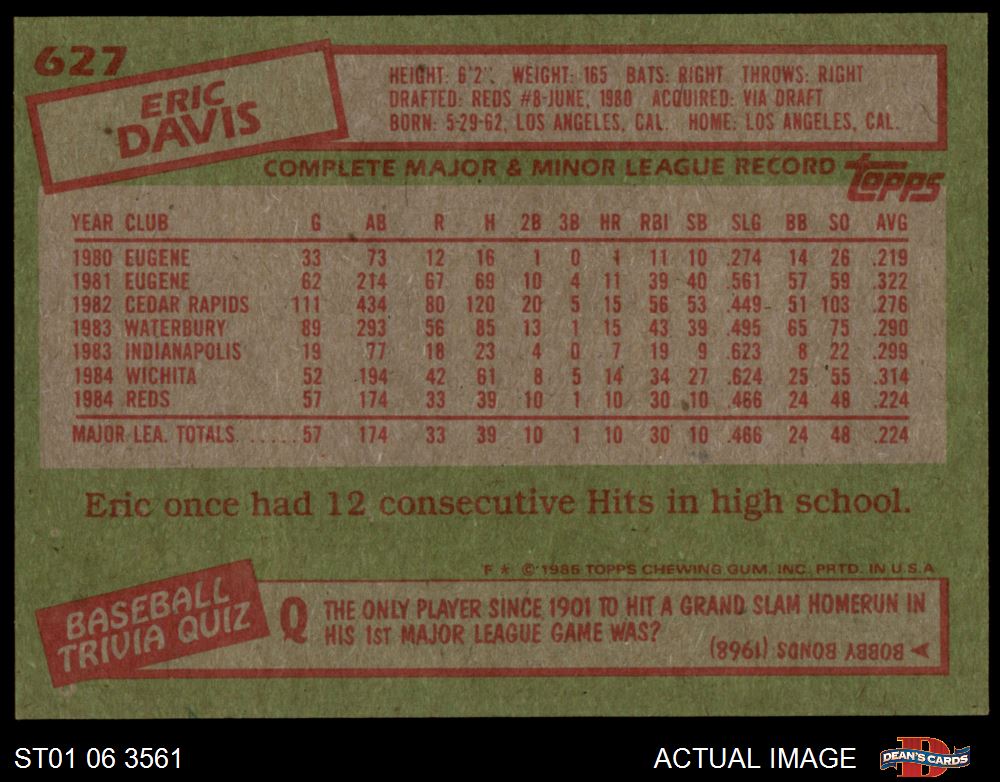 627
ERIC
DAVIS
HEIGHT: 6'2". WEIGHT: 165 BATS: RIGHT THROWS: RIGHT
DRAFTED: REDS #8-JUNE, 1980 ACQUIRED: VIA DRAFT
BORN: 5-29-62, LOS ANGELES, CAL. HOME: LOS ANGELES, CAL.
COMPLETE MAJOR & MINOR LEAGUE RECORD topps
YEAR CLUB G AB R H 2B 3B HR RBI SB SLG BB SO AVG
1980 EUGENE 33 73 12 16 1 0 1 11 10 .274 14 26 .219
1981 EUGENE 62 214 67 69 10 4 11 39 40 .561 57 59 .322
1982 CEDAR RAPIDS 111 434 80 120 20 5 15 56 53 .449 51 103 .276
1983 WATERBURY 89 293 56 85 13 1 15 43 39 .495 65 75 .290
1983 INDIANAPOLIS 19 77 18 23 4 0 7 19 9 .623 8 22 .299
1984 WICHITA 52 194 42 61 8 5 14 34 27 .624 25 55 .314
1984 REDS 57 174 33 39 10 1 10 30 10 .466 24 48 .224
MAJOR LEA. TOTALS......57 174 33 39 10 1 10 30 10 .466 24 48 .224
Eric once had 12 consecutive Hits in high school.
F * © 1985 TOPPS CHEWING GUM, INC. PRTD. IN U.S.A.
BASEBALL
TRIVIA QUIZ
Q THE ONLY PLAYER SINCE 1901 TO HIT A GRAND SLAM HOMERUN IN
HIS 1ST MAJOR LEAGUE GAME WAS?
BOBBY BONDS (1968)
ST01 06 3561
ACTUAL IMAGE
D
DEAN'S CARDS